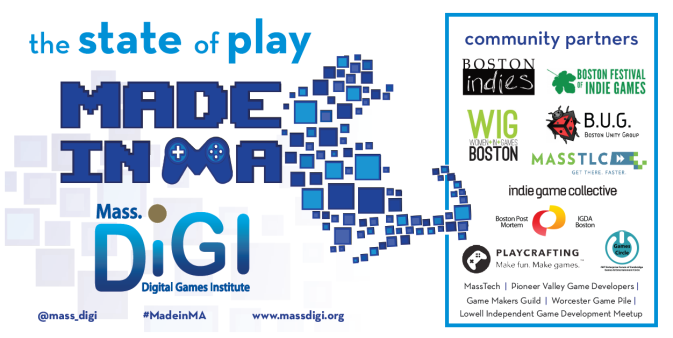 the state of play
MADE
IN MA
Mass.
DiGI
Digital Games Institute
@mass_digi #MadeinMA www.massdigi.org
community partners
BOSTON
indies
BOSTON FESTIVAL
OF INDIE GAMES
WIG
WOMEN IN GAMES
BOSTON
B.U.G.
BOSTON UNITY GROUP
MASSTLC
GET THERE, FASTER.
indie game collective
Boston Post
Mortem
IGDA
Boston
PLAYCRAFTING
Make fun. Make games.
Games
Circle
MassTech | Pioneer Valley Game Developers |
Game Makers Guild | Worcester Game Pile |
Lowell Independent Game Development Meetup